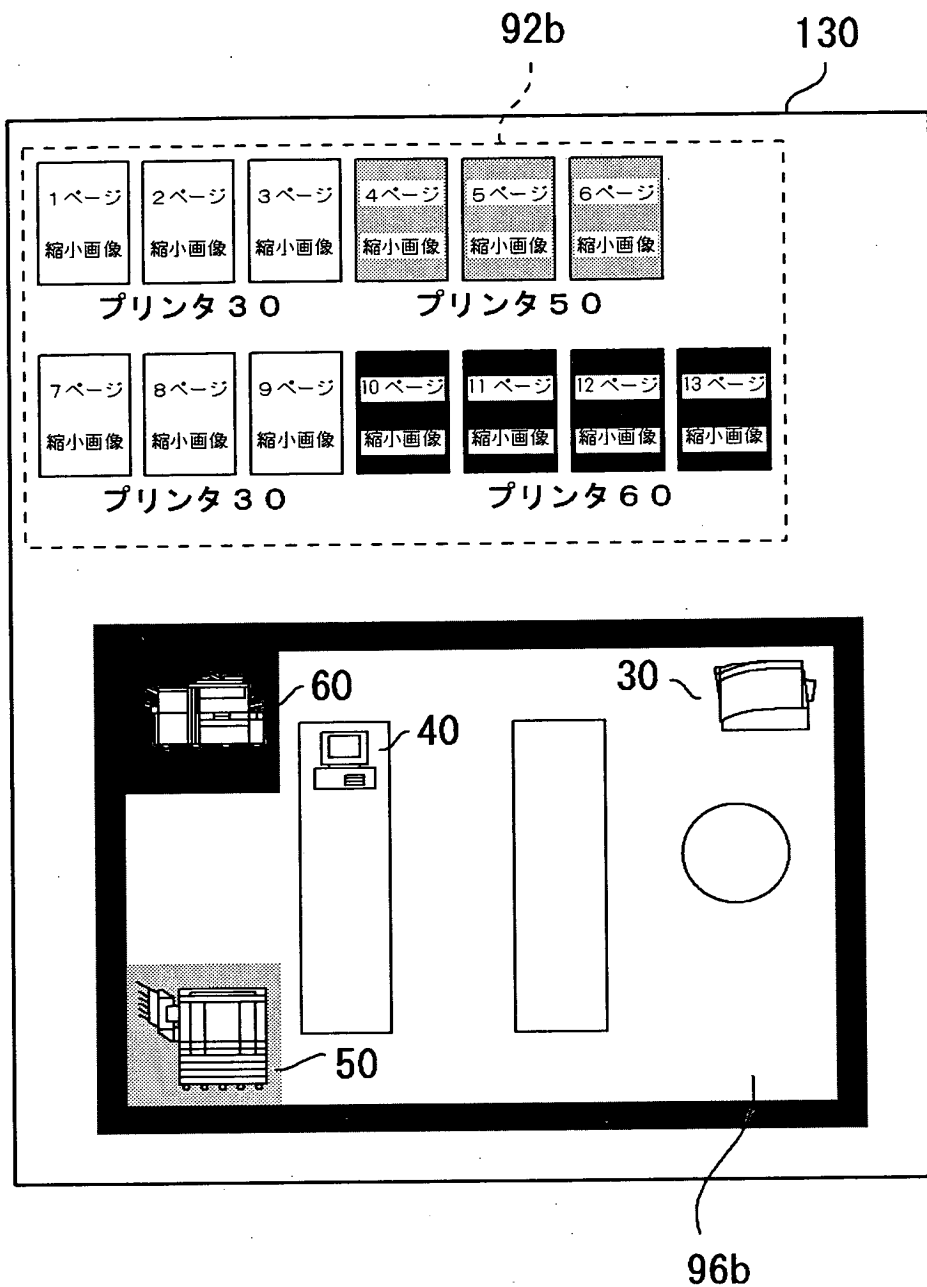 92b
130
1ページ 2ページ 3ページ 4ページ 5ページ 6ページ
縮小画像 縮小画像 縮小画像 縮小画像 縮小画像 縮小画像
プリンタ30 プリンタ50
7ページ 8ページ 9ページ 10ページ 11ページ 12ページ 13ページ
縮小画像 縮小画像 縮小画像 縮小画像 縮小画像 縮小画像 縮小画像
プリンタ30 プリンタ60
60
30
40
50
96b